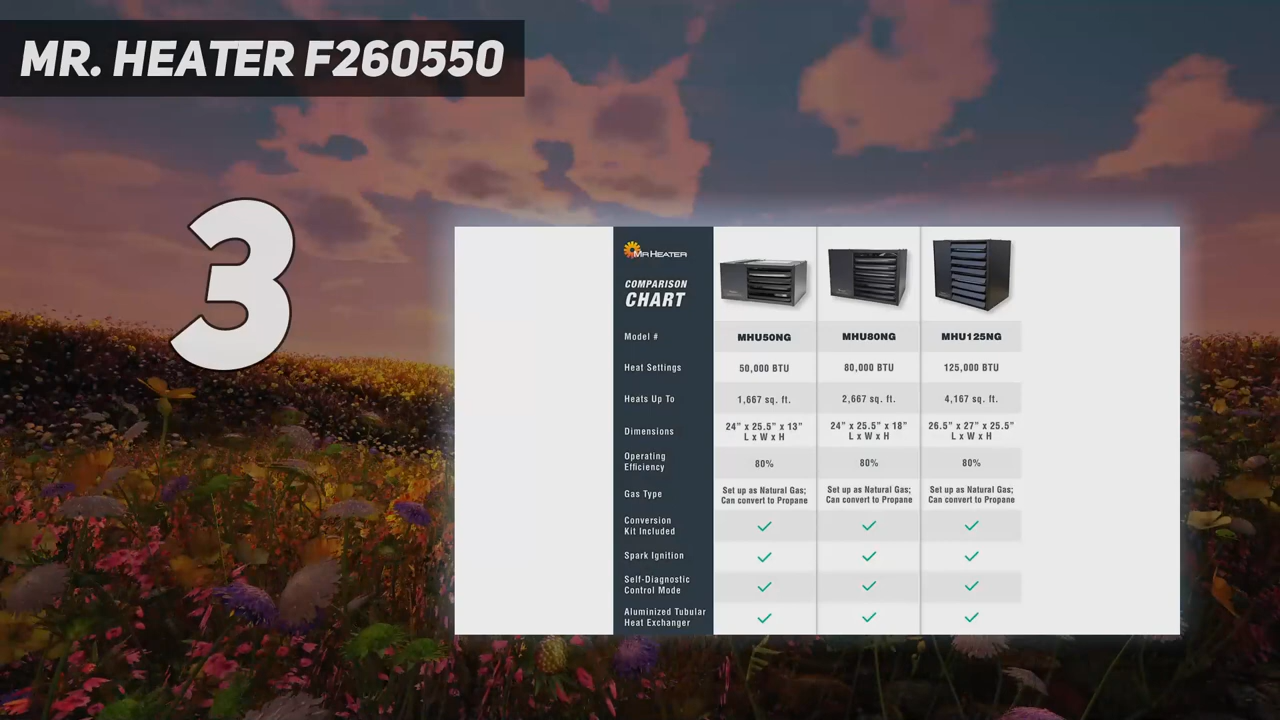 MR. HEATER F260550
3
MR HEATER
COMPARISON
CHART
Model # MHU50NG MHU80NG MHU125NG
Heat Settings 50,000 BTU 80,000 BTU 125,000 BTU
Heats Up To 1,667 sq. ft. 2,667 sq. ft. 4,167 sq. ft.
Dimensions 24” x 25.5” x 13” 24” x 25.5” x 18” 26.5” x 27” x 25.5”
L x W x H L x W x H L x W x H
Operating
Efficiency 80% 80% 80%
Gas Type Set up as Natural Gas; Set up as Natural Gas; Set up as Natural Gas;
Can convert to Propane Can convert to Propane Can convert to Propane
Conversion
Kit Included
Spark Ignition
Self-Diagnostic
Control Mode
Aluminized Tubular
Heat Exchanger